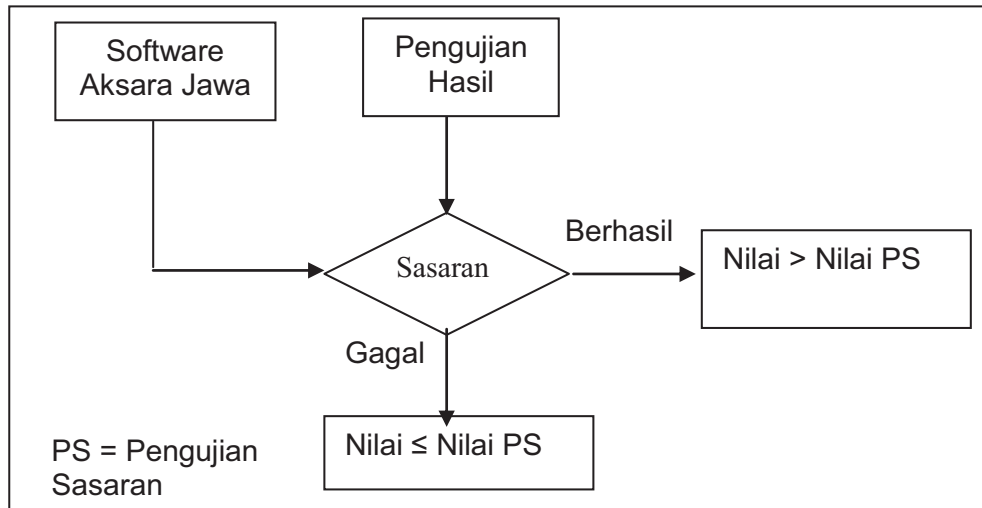 Software
Aksara Jawa
Pengujian
Hasil
Berhasil
Sasaran
Nilai > Nilai PS
Gagal
Nilai ≤ Nilai PS
PS = Pengujian
Sasaran